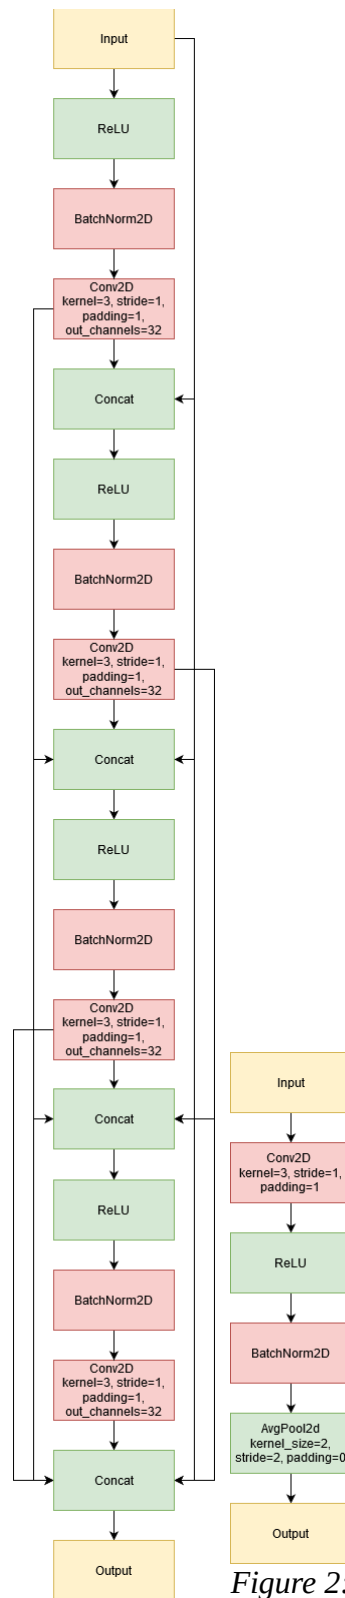 Input
ReLU
BatchNorm2D
Conv2D
kernel=3, stride=1,
padding=1,
out_channels=32
Concat
ReLU
BatchNorm2D
Conv2D
kernel=3, stride=1,
padding=1,
out_channels=32
Concat
ReLU
BatchNorm2D
Conv2D
kernel=3, stride=1,
padding=1,
out_channels=32
Concat
ReLU
BatchNorm2D
Conv2D
kernel=3, stride=1,
padding=1,
out_channels=32
Concat
Output
Input
Conv2D
kernel=3, stride=1,
padding=1
ReLU
BatchNorm2D
AvgPool2d
kernel_size=2,
stride=2, padding=0
Output
Figure 2: